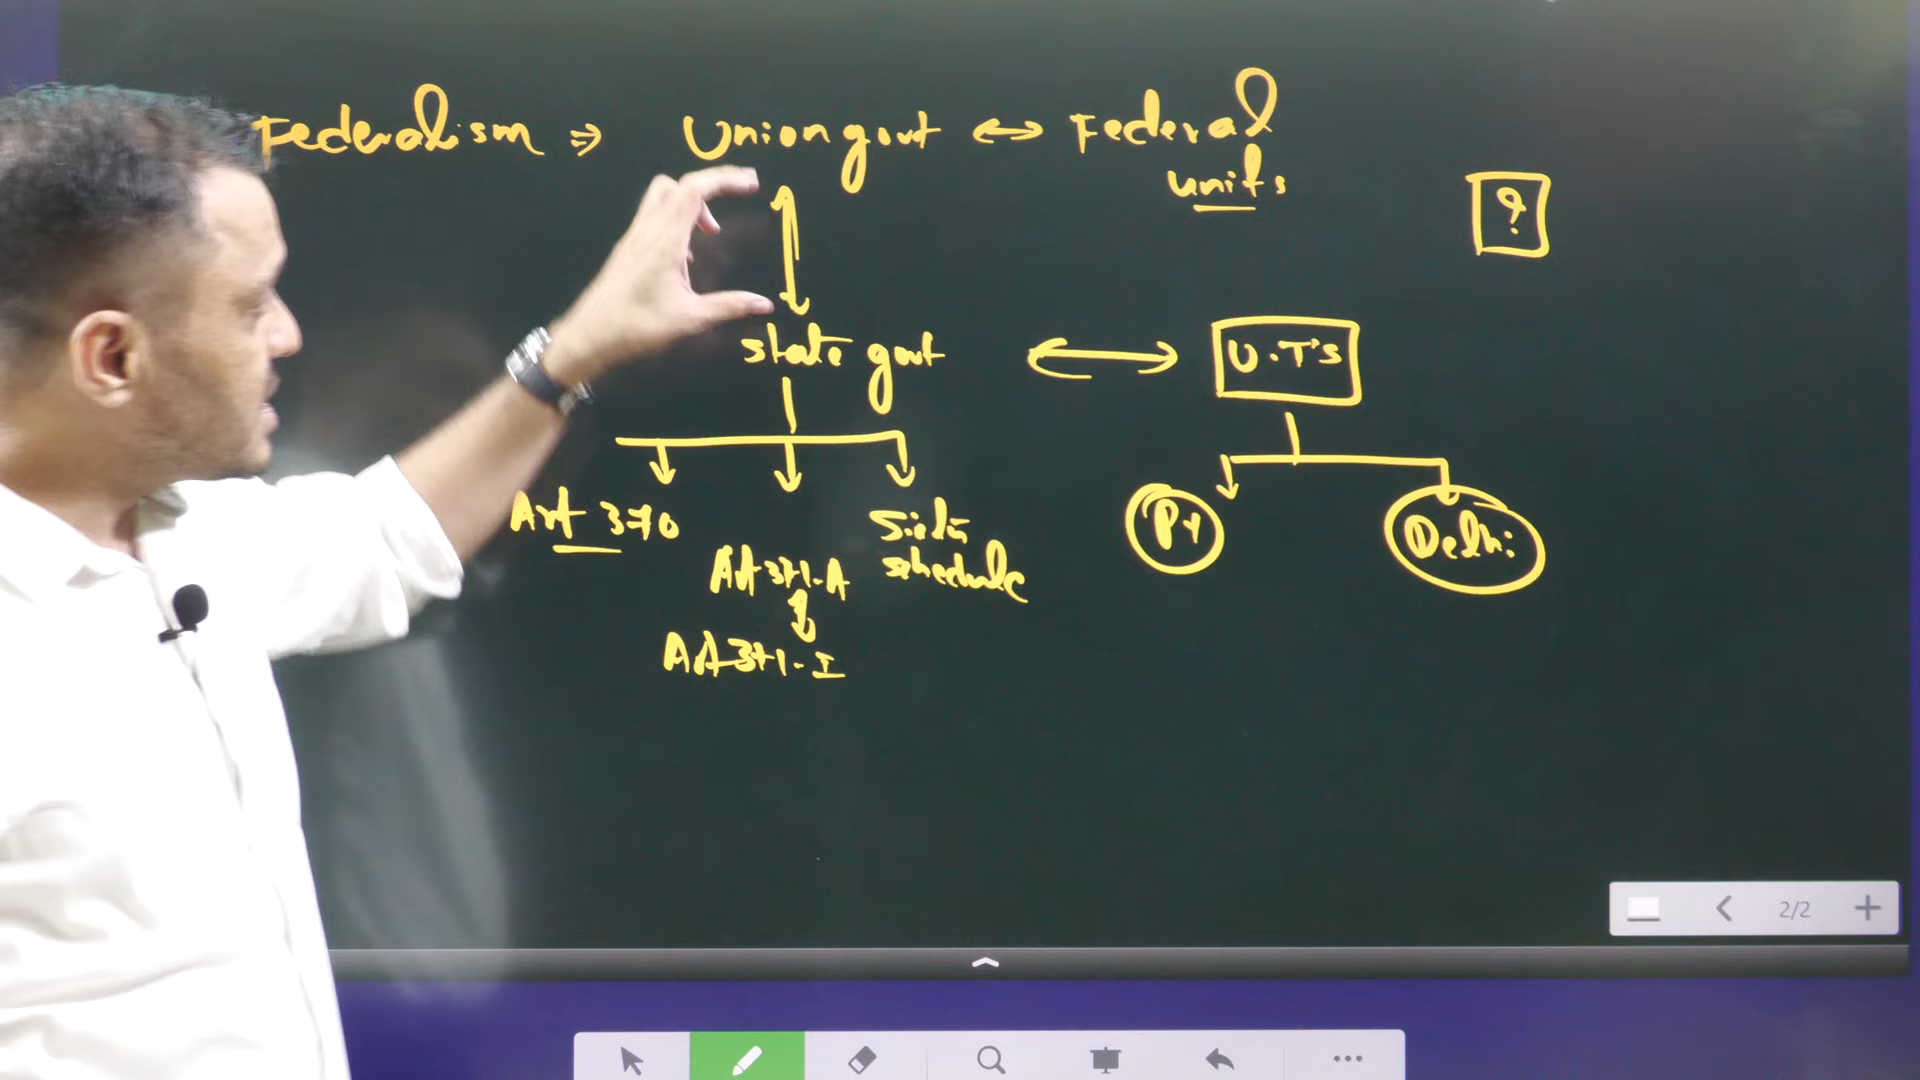 Federalism ⇒ Union govt ↔ Federal
units
?
state govt ↔ U.T's
Art 370
Sixth
schedule
Py
Delhi
Art 371-A
Art 371-I
2/2